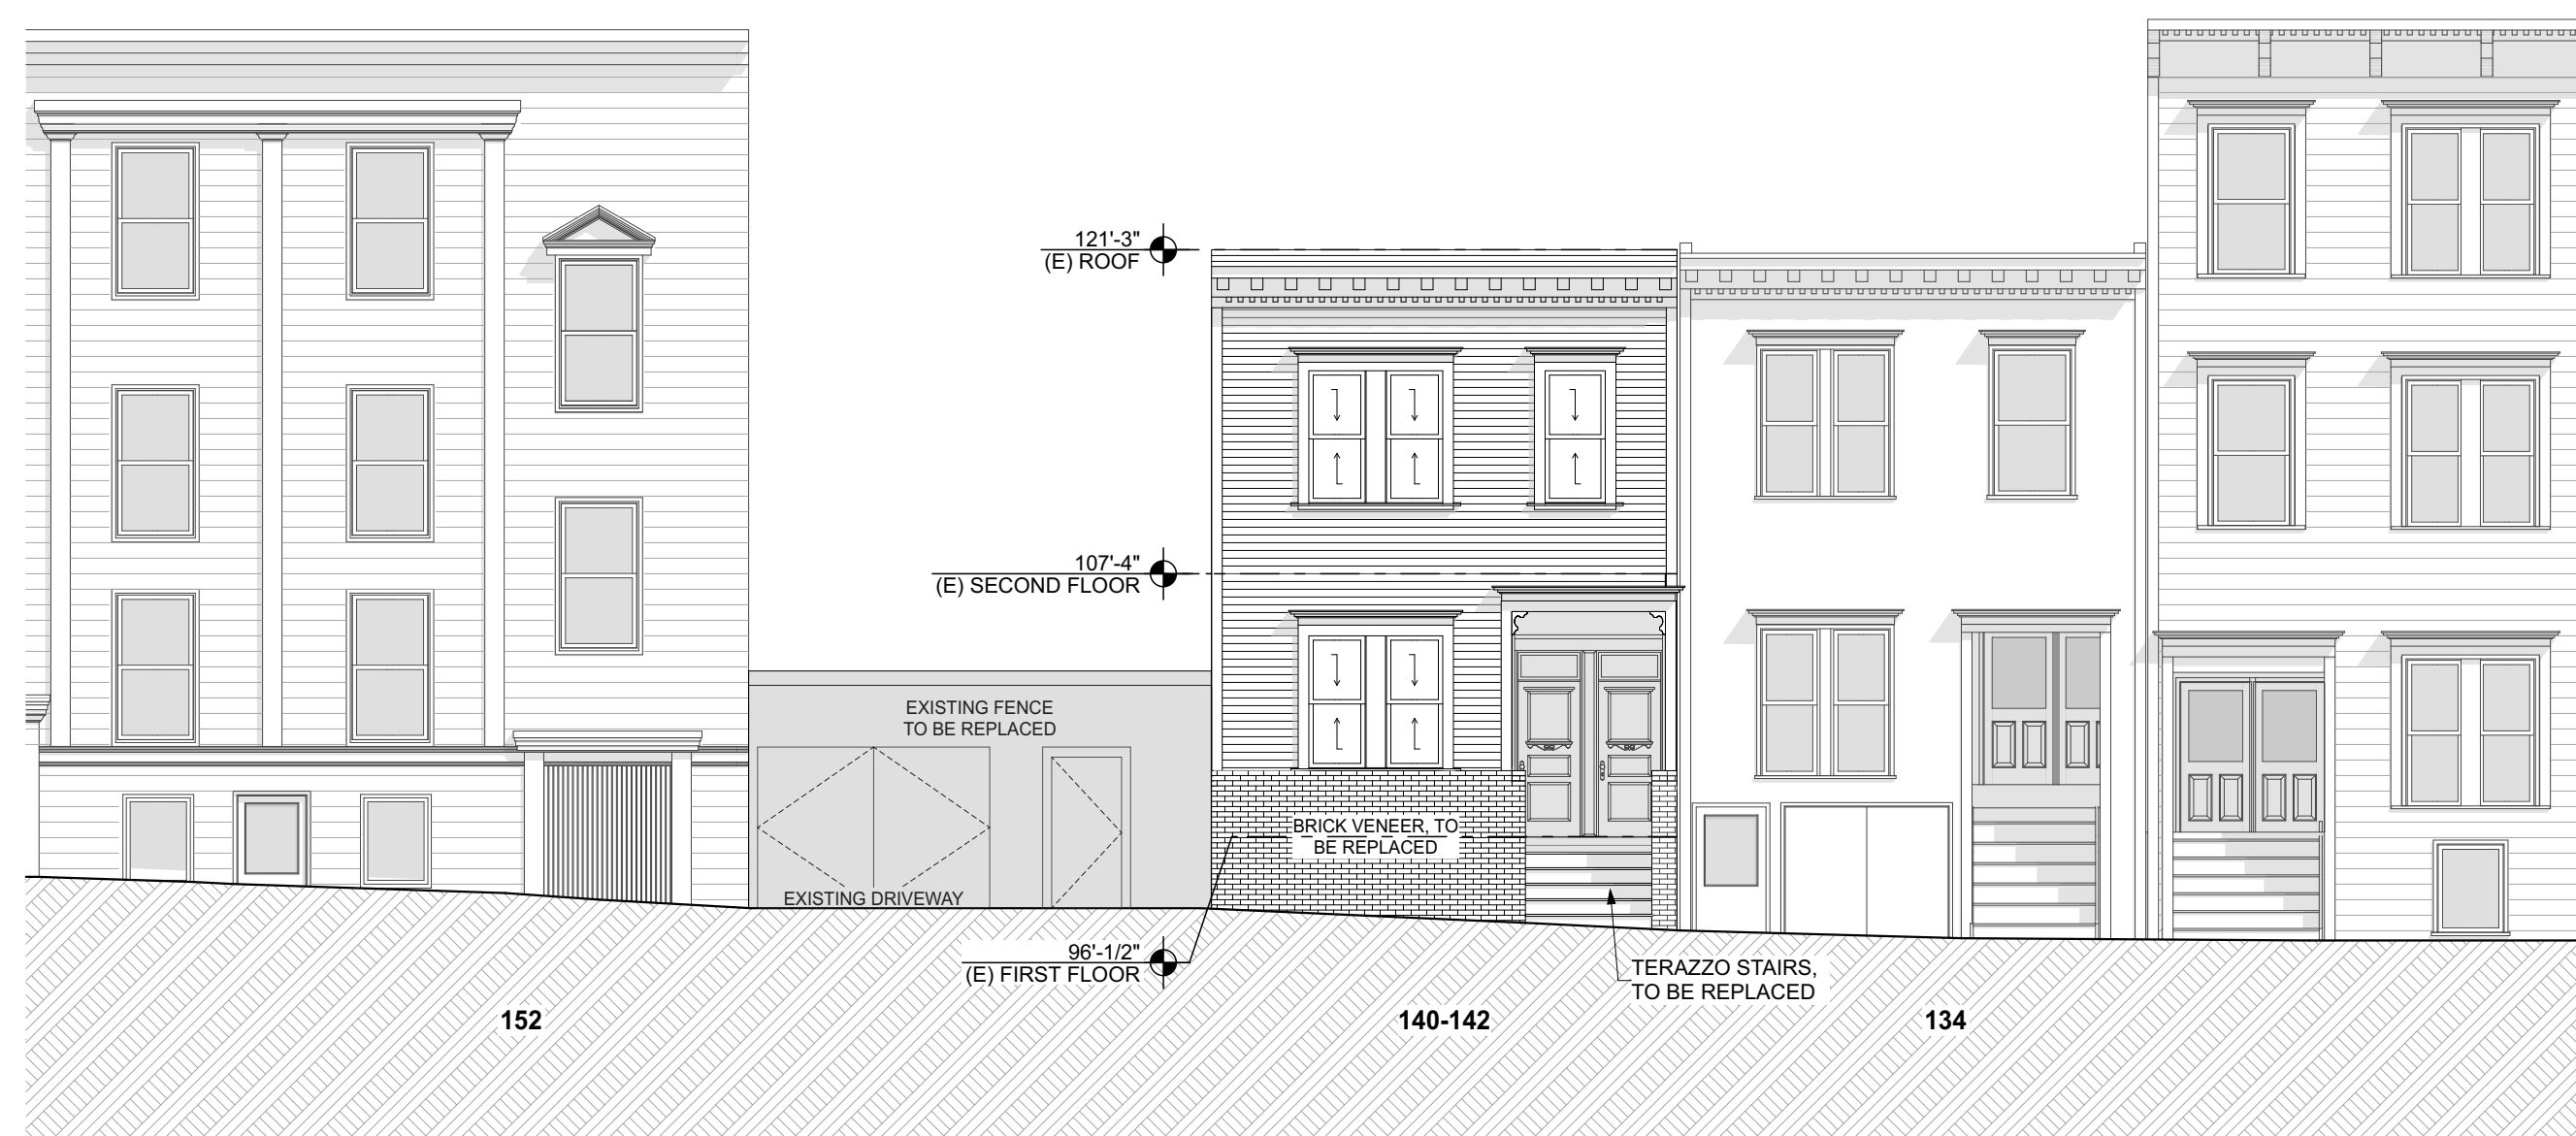 121'-3"
(E) ROOF
107'-4"
(E) SECOND FLOOR
EXISTING FENCE
TO BE REPLACED
BRICK VENEER, TO
BE REPLACED
EXISTING DRIVEWAY
96'-1/2"
(E) FIRST FLOOR
TERAZZO STAIRS,
TO BE REPLACED
152
140-142
134